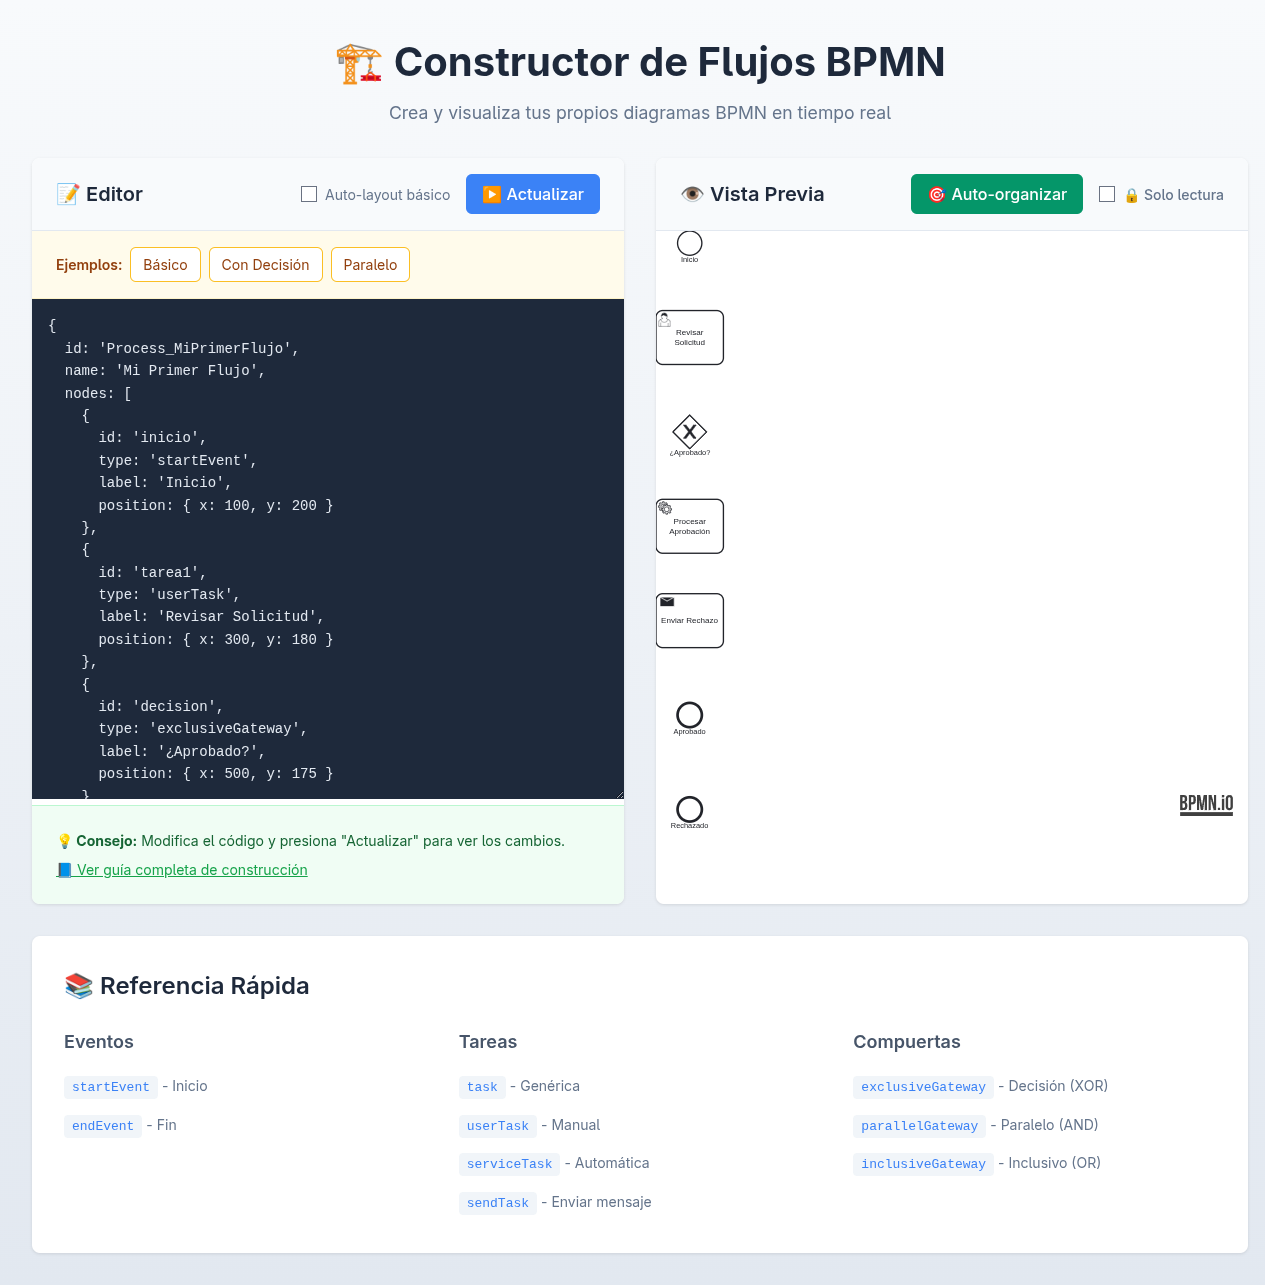 🏗️ Constructor de Flujos BPMN
Crea y visualiza tus propios diagramas BPMN en tiempo real
📝 Editor
Auto-layout básico
▶️ Actualizar
Ejemplos:
Básico
Con Decisión
Paralelo
{
  id: 'Process_MiPrimerFlujo',
  name: 'Mi Primer Flujo',
  nodes: [
    {
      id: 'inicio',
      type: 'startEvent',
      label: 'Inicio',
      position: { x: 100, y: 200 }
    },
    {
      id: 'tarea1',
      type: 'userTask',
      label: 'Revisar Solicitud',
      position: { x: 300, y: 180 }
    },
    {
      id: 'decision',
      type: 'exclusiveGateway',
      label: '¿Aprobado?',
      position: { x: 500, y: 175 }
    }
💡 Consejo: Modifica el código y presiona "Actualizar" para ver los cambios.
📘 Ver guía completa de construcción
👁️ Vista Previa
🎯 Auto-organizar
🔒 Solo lectura
Inicio
Revisar
Solicitud
¿Aprobado?
Procesar
Aprobación
Enviar Rechazo
Aprobado
Rechazado
BPMN.iO
📚 Referencia Rápida
Eventos
startEvent - Inicio
endEvent - Fin
Tareas
task - Genérica
userTask - Manual
serviceTask - Automática
sendTask - Enviar mensaje
Compuertas
exclusiveGateway - Decisión (XOR)
parallelGateway - Paralelo (AND)
inclusiveGateway - Inclusivo (OR)